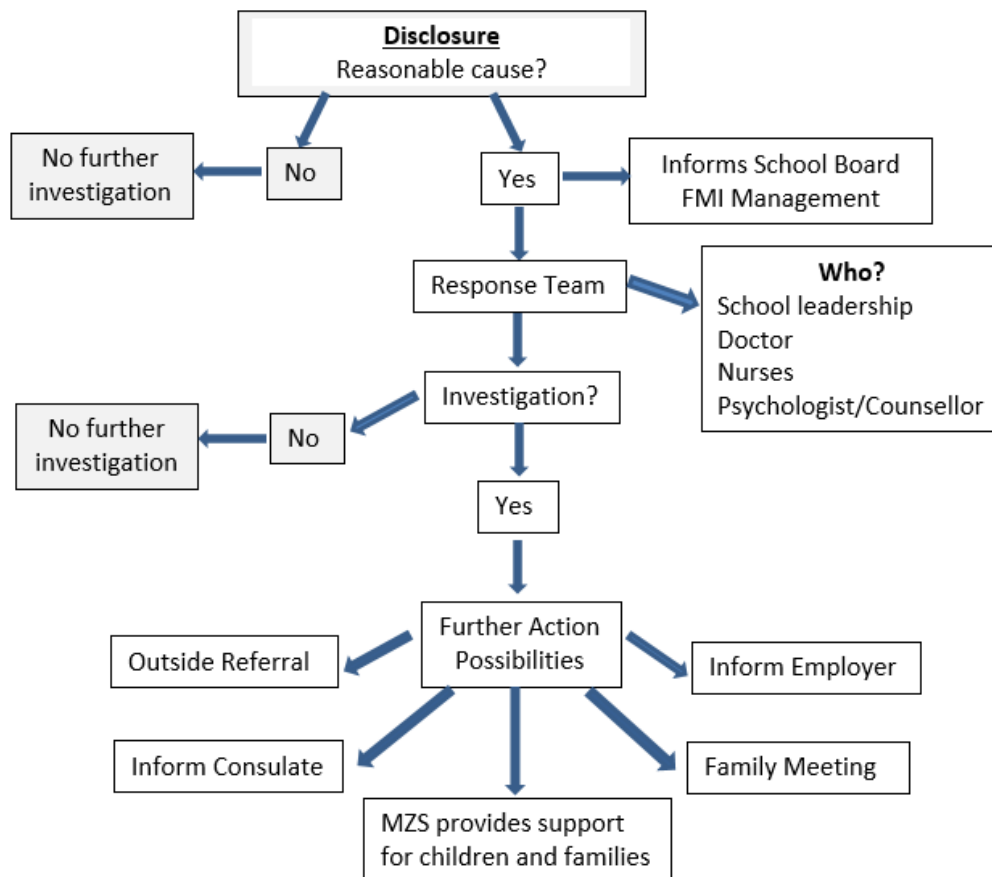 Disclosure
Reasonable cause?
No further
investigation
No
Yes
Informs School Board
FMI Management
Response Team
Who?
School leadership
Doctor
Nurses
Psychologist/Counsellor
Investigation?
No further
investigation
No
Yes
Further Action
Possibilities
Outside Referral
Inform Employer
Inform Consulate
Family Meeting
MZS provides support
for children and families